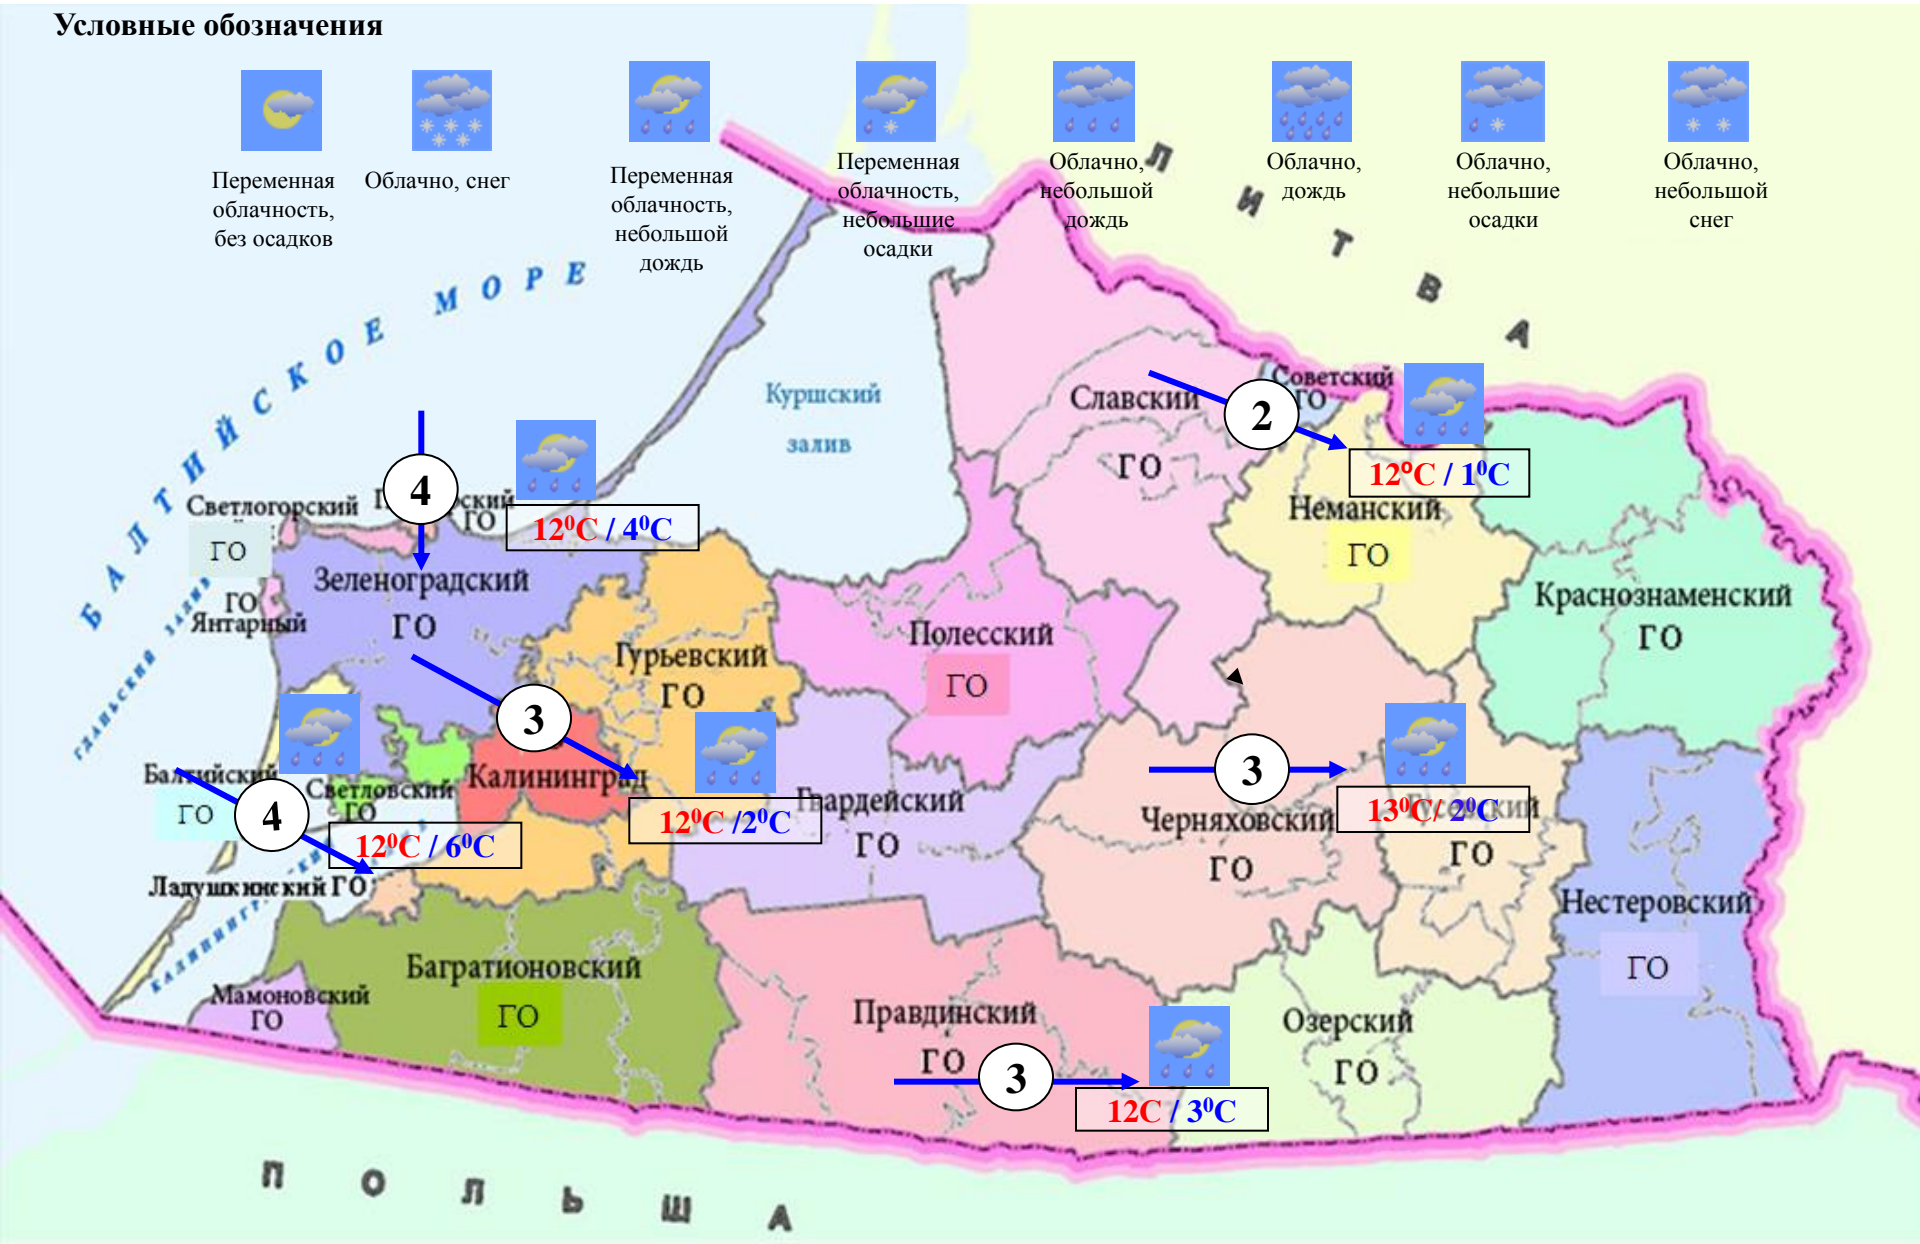 Условные обозначения
Переменная
облачность,
без осадков
Облачно, снег
Переменная
облачность,
небольшой
дождь
Переменная
облачность,
небольшие
осадки
Облачно,
небольшой
дождь
Облачно,
дождь
Облачно,
небольшие
осадки
Облачно,
небольшой
снег
ЛИТВА
БАЛТИЙСКОЕ МОРЕ
Куршский
залив
Славский
ГО
Советский
ГО
2
12⁰С / 1⁰С
Неманский
ГО
Краснознаменский
ГО
4
Светлогорский
ГО
ГО
12⁰С / 4⁰С
Зеленоградский
ГО
ГО
Янтарный
ГДАНЬСКИЙ ЗАЛИВ
Гурьевский
ГО
Полесский
ГО
3
Калининград
12⁰С /2⁰С
Гвардейский
ГО
Балтийский
ГО
Светловский
ГО
4
12⁰С / 6⁰С
Ладушкинский ГО
3
Черняховский
ГО
13⁰С/ 2⁰С
ГО
Нестеровский
ГО
Багратионовский
ГО
Мамоновский
ГО
Правдинский
ГО
3
12С / 3⁰С
Озерский
ГО
ПОЛЬША